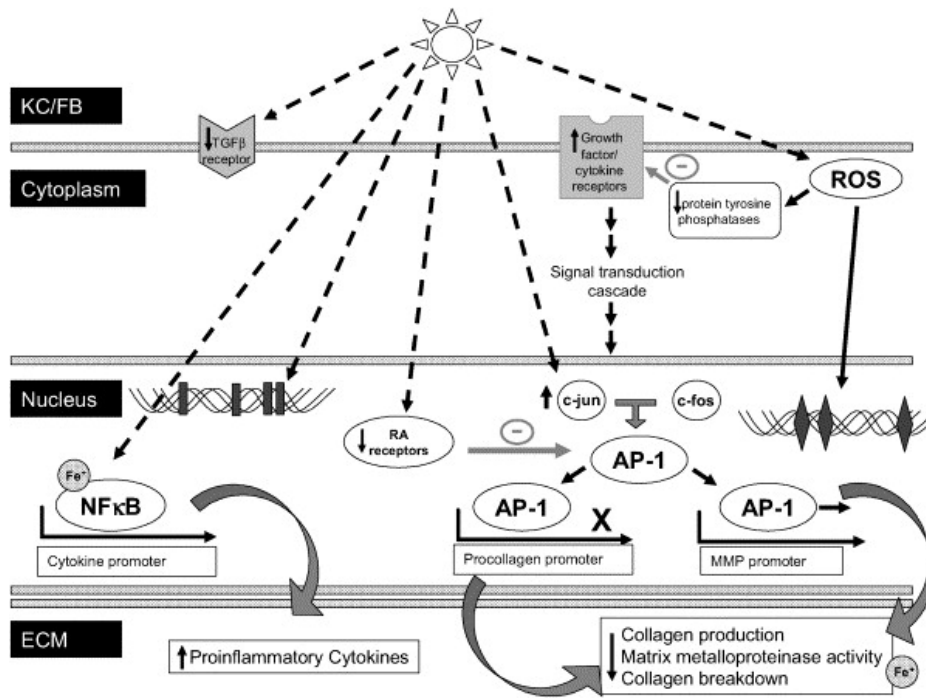 KC/FB
TGFβ
receptor
Growth
factor/
cytokine
receptors
−
Cytoplasm
ROS
protein tyrosine
phosphatases
Signal transduction
cascade
Nucleus
c-jun
c-fos
RA
receptors
−
AP-1
Fe⁺
NFκB
AP-1
X
AP-1
Cytokine promoter
Procollagen promoter
MMP promoter
ECM
Proinflammatory Cytokines
Collagen production
Matrix metalloproteinase activity
Collagen breakdown
Fe⁺